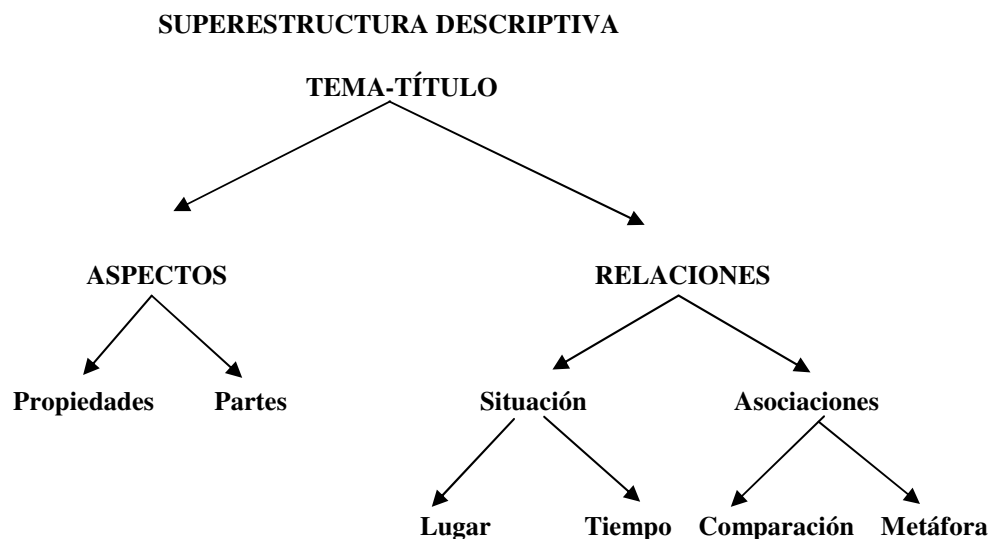 SUPERESTRUCTURA DESCRIPTIVA
TEMA-TÍTULO
ASPECTOS RELACIONES
Propiedades Partes Situación Asociaciones
Lugar Tiempo Comparación Metáfora